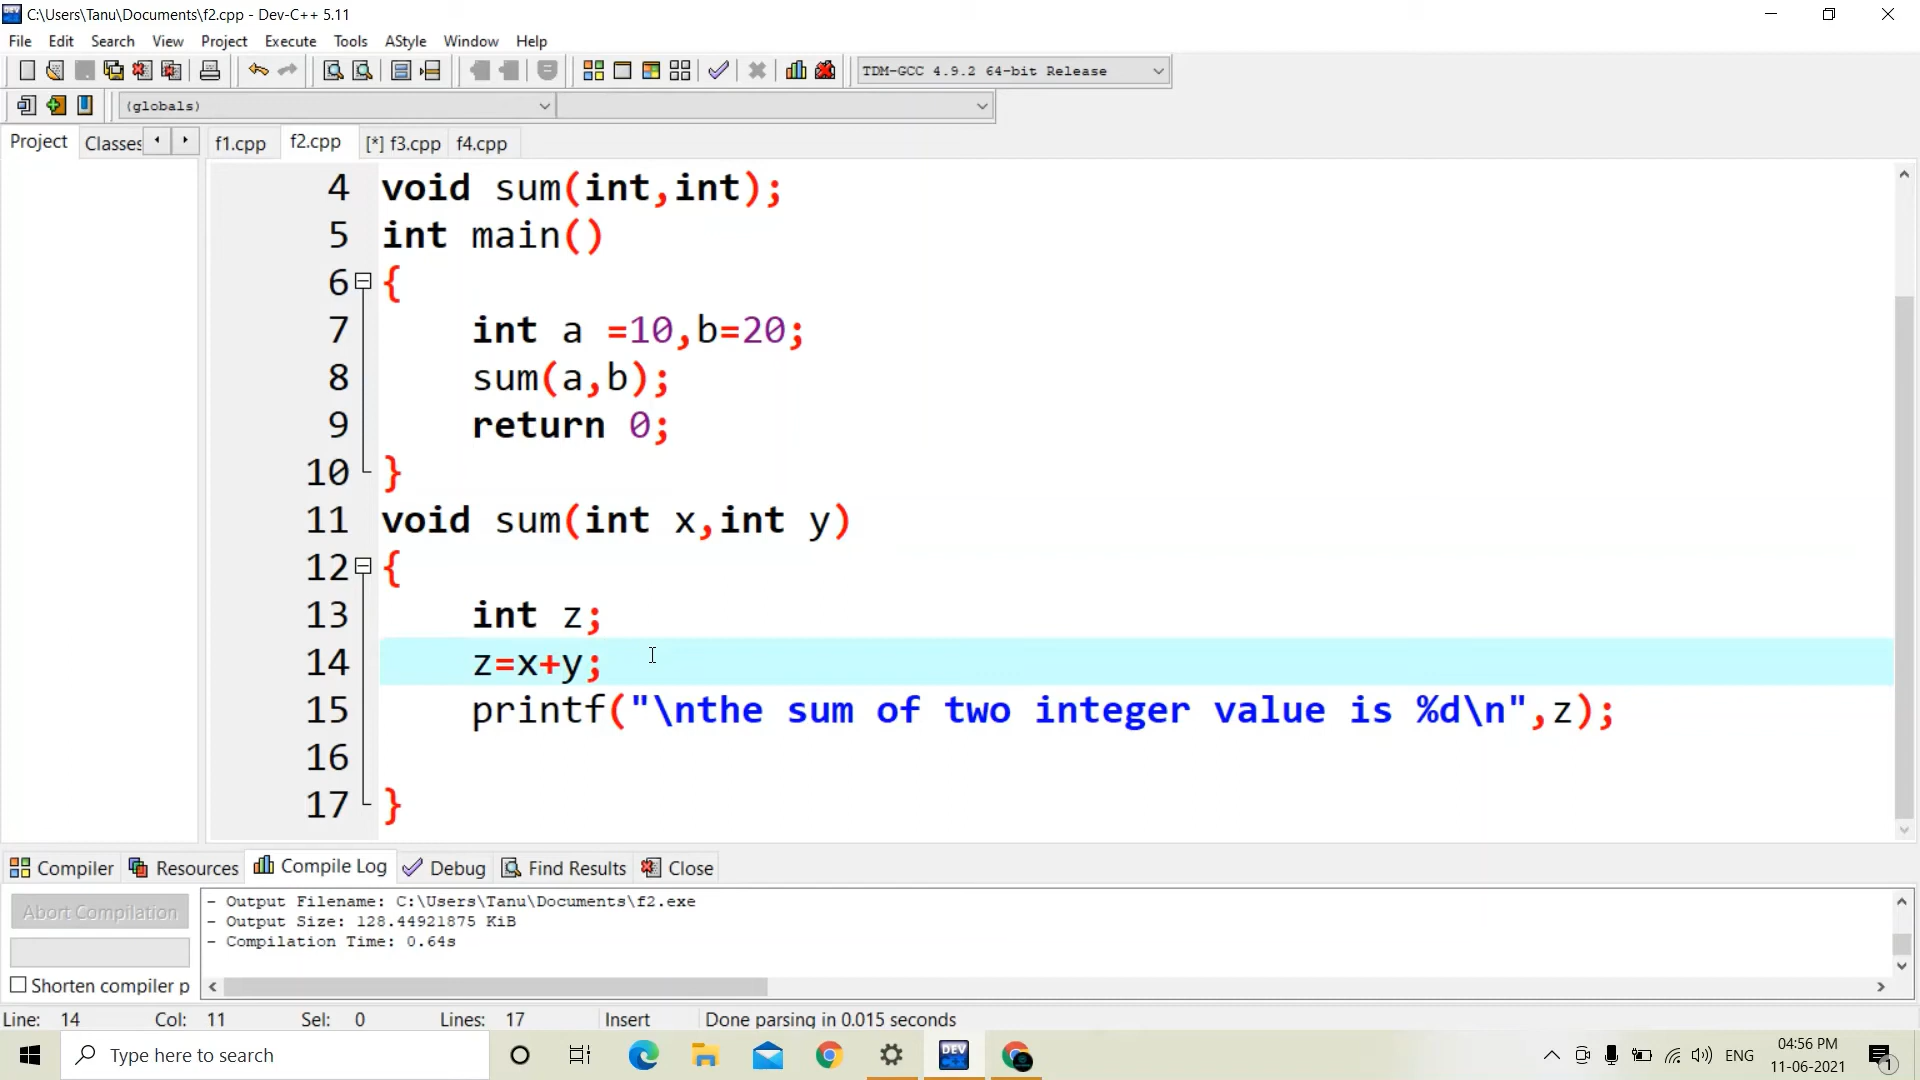 C:\Users\Tanu\Documents\f2.cpp - Dev-C++ 5.11
File Edit Search View Project Execute Tools AStyle Window Help
TDM-GCC 4.9.2 64-bit Release
(globals)
Project Classes f1.cpp f2.cpp [*] f3.cpp f4.cpp
4 void sum(int,int);
5 int main()
6 {
7 int a =10,b=20;
8 sum(a,b);
9 return 0;
10 }
11 void sum(int x,int y)
12 {
13 int z;
14 z=x+y;
15 printf("\nthe sum of two integer value is %d\n",z);
16
17 }
Compiler Resources Compile Log Debug Find Results Close
Abort Compilation
Shorten compiler p
- Output Filename: C:\Users\Tanu\Documents\f2.exe
- Output Size: 128.44921875 KiB
- Compilation Time: 0.64s
Line: 14 Col: 11 Sel: 0 Lines: 17 Insert Done parsing in 0.015 seconds
Type here to search
DEV
ENG
04:56 PM
11-06-2021
1